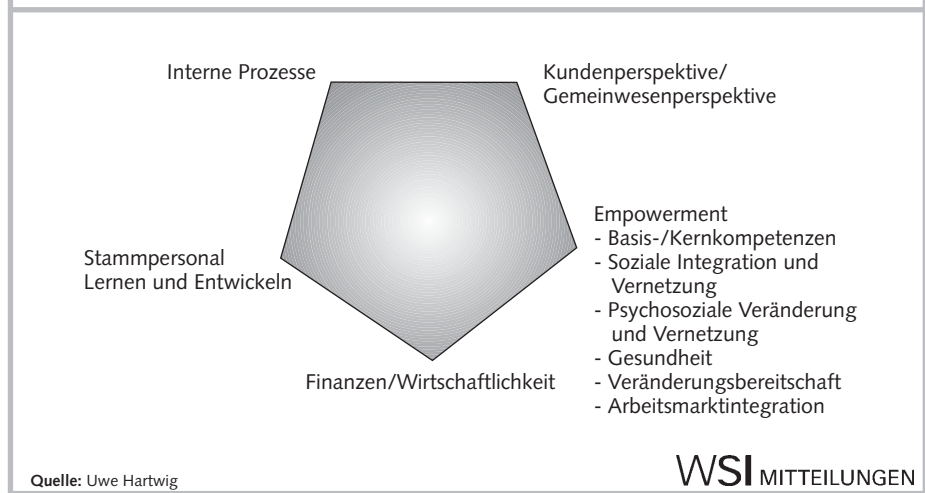 Interne Prozesse
Kundenperspektive/
Gemeinwesenperspektive
Empowerment
- Basis-/Kernkompetenzen
- Soziale Integration und
Vernetzung
- Psychosoziale Veränderung
und Vernetzung
- Gesundheit
- Veränderungsbereitschaft
- Arbeitsmarktintegration
Stammpersonal
Lernen und Entwickeln
Finanzen/Wirtschaftlichkeit
Quelle: Uwe Hartwig
WSI MITTEILUNGEN